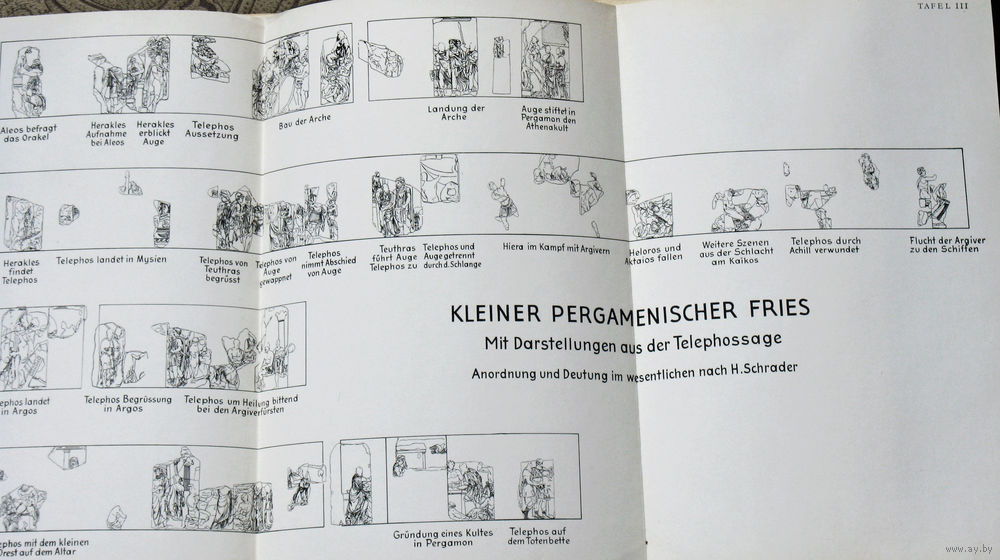 TAFEL III
Aleos befragt
das Orakel
Herakles
Aufnahme
bei Aleos
Herakles
erblickt
Auge
Telephos
Aussetzung
Bau der Arche
Landung der
Arche
Auge stiftet in
Pergamon den
Athenakult
Herakles
findet
Telephos
Telephos landet in Mysien
Telephos von
Teuthras
begrüsst
Telephos von
Auge
gewappnet
Telephos
nimmt Abschied
von Auge
Teuthras
führt Auge
Telephos zu
Telephos und
Auge getrennt
durch d. Schlange
Hiera im Kampf mit Argivern
Heloros und
Aktaios fallen
Weitere Szenen
aus der Schlacht
am Kaikos
Telephos durch
Achill verwundet
Flucht der Argiver
zu den Schiffen
KLEINER PERGAMENISCHER FRIES
Mit Darstellungen aus der Telephossage
Anordnung und Deutung im wesentlichen nach H. Schrader
ephos landet
in Argos
Telephos Begrüssung
in Argos
Telephos um Heilung bittend
bei den Argiverfürsten
ephos mit dem kleinen
Orest auf dem Altar
Gründung eines Kultes
in Pergamon
Telephos auf
dem Totenbette
www.ay.by